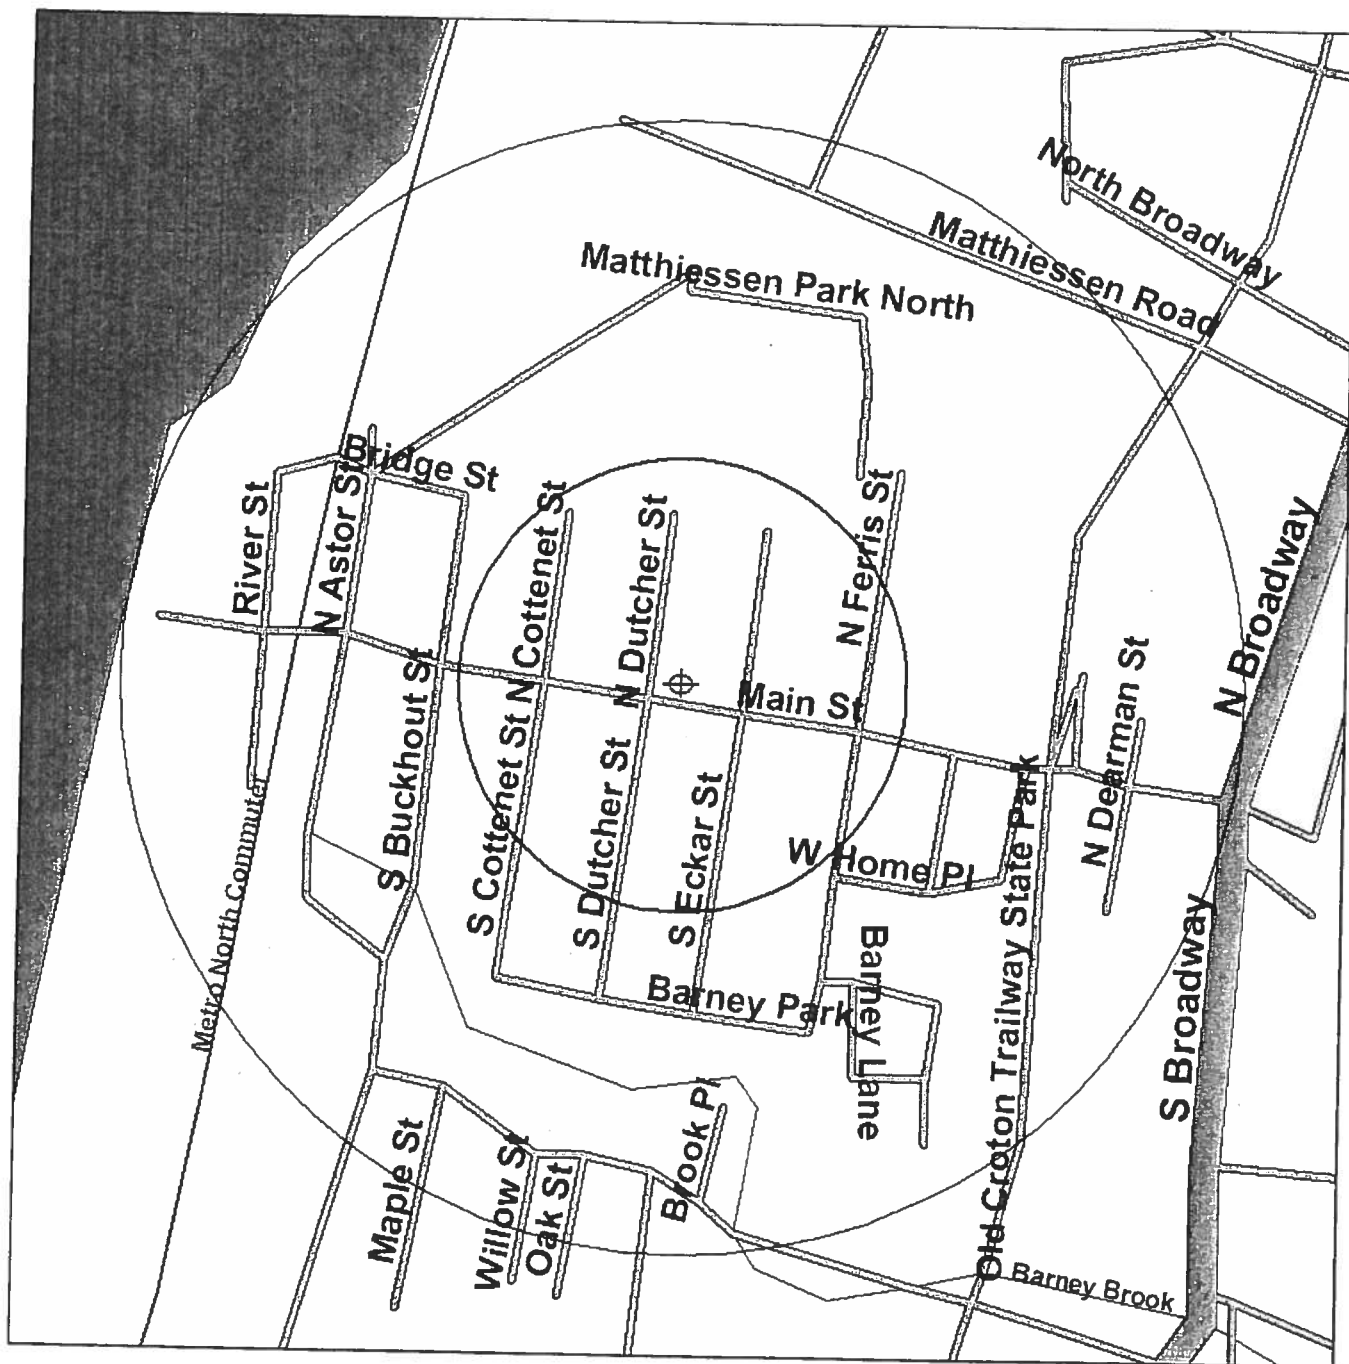 North Broadway
Matthiessen Road
Matthiessen Park North
Bridge St
River St
N Astor St
N Cottenet St
N Dutcher St
N Ferris St
N Broadway
Main St
S Buckhout St
S Cottenet St
S Dutcher St
S Eckar St
W Home Pl
N Dearman St
Metro North Commuter
Barney Park
Barney Lane
Old Croton Trailway State Park
S Broadway
Maple St
Willow St
Oak St
Brook Pl
Barney Brook